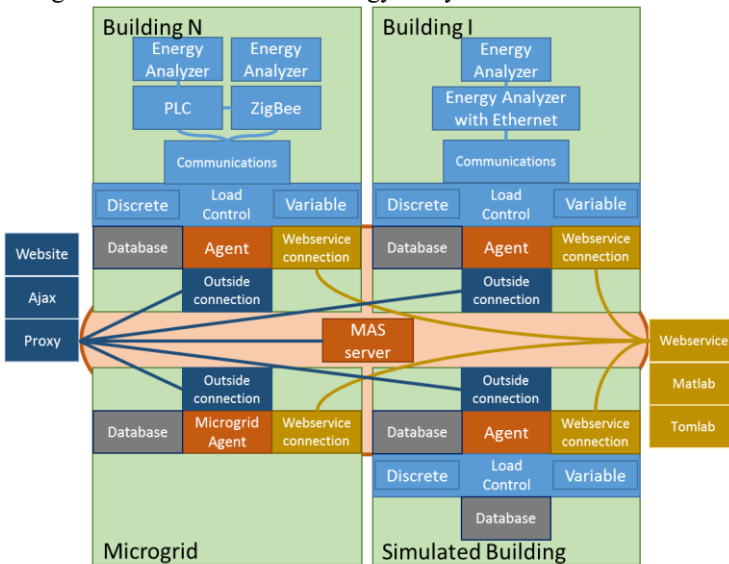 Building N
Energy
Analyzer
Energy
Analyzer
PLC
ZigBee
Communications
Discrete
Load
Control
Variable
Database
Agent
Webservice
connection
Outside
connection
Building I
Energy
Analyzer
Energy Analyzer
with Ethernet
Communications
Discrete
Load
Control
Variable
Database
Agent
Webservice
connection
Outside
connection
Website
Ajax
Proxy
MAS
server
Webservice
Matlab
Tomlab
Outside
connection
Database
Microgrid
Agent
Webservice
connection
Microgrid
Outside
connection
Database
Agent
Webservice
connection
Discrete
Load
Control
Variable
Database
Simulated Building